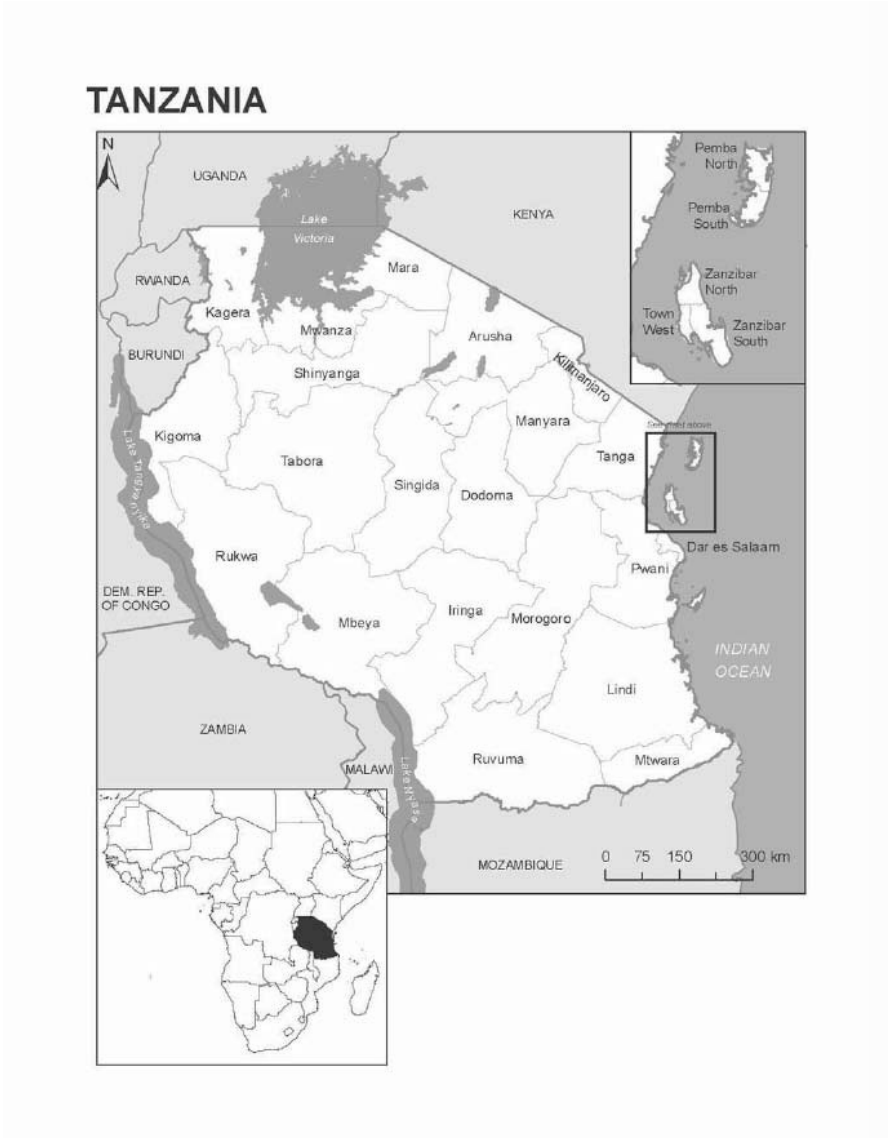 TANZANIA
N
UGANDA
Lake
Victoria
KENYA
Pemba
North
Pemba
South
Zanzibar
North
Town
West
Zanzibar
South
RWANDA
Mara
Kagera
Mwanza
Arusha
BURUNDI
Shinyanga
Kilimanjaro
Kigoma
Manyara
See inset above
Tabora
Tanga
Singida
Dodoma
Lake Tanganyika
Dar es Salaam
Rukwa
Pwani
DEM. REP.
OF CONGO
Iringa
Morogoro
Mbeya
INDIAN
OCEAN
Lindi
ZAMBIA
Ruvuma
Mtwara
MALAWI
Lake Nyasa
MOZAMBIQUE
0 75 150 300 km